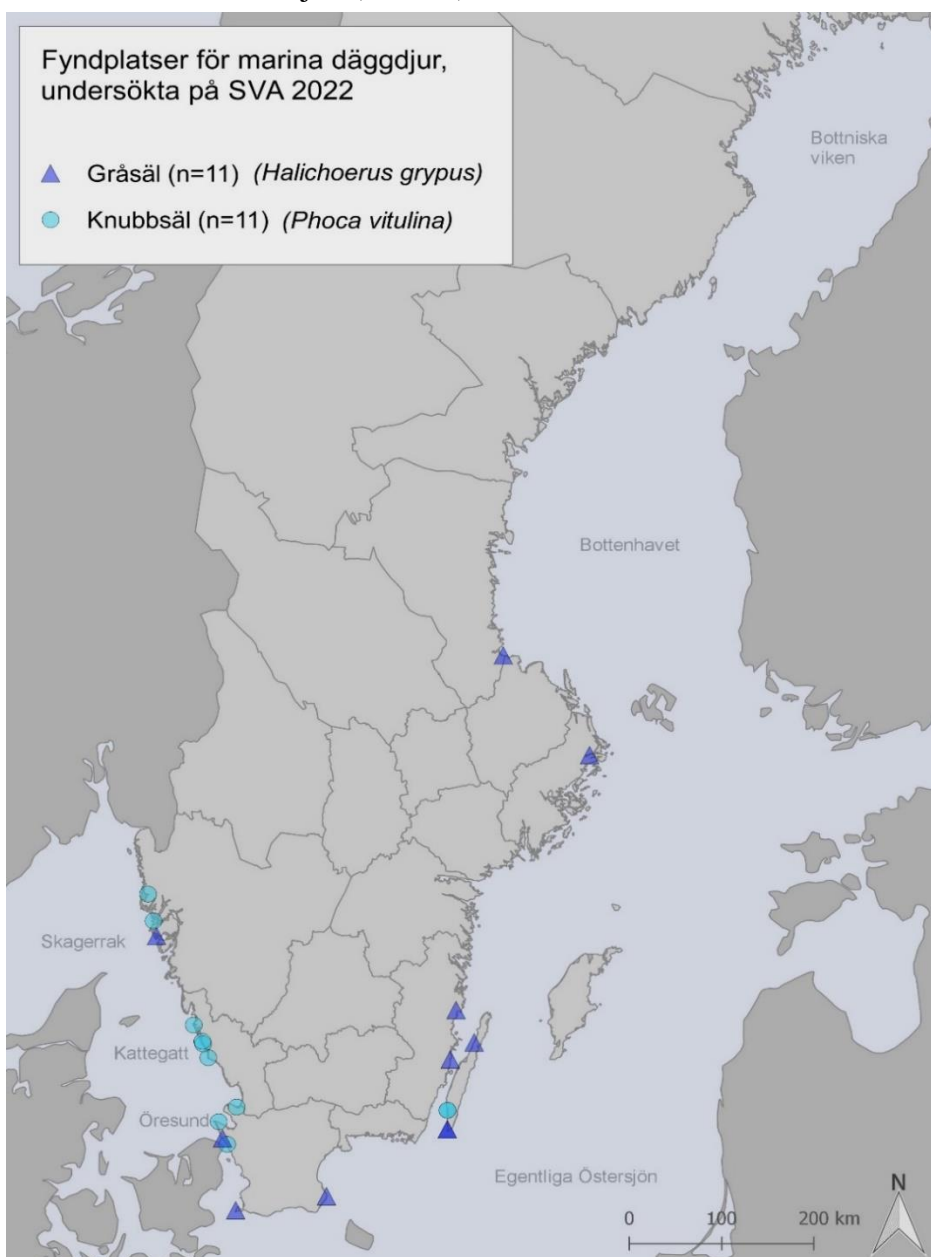 Fyndplatser för marina däggdjur,
undersökta på SVA 2022
Gråsäl (n=11) (Halichoerus grypus)
Knubbsäl (n=11) (Phoca vitulina)
Bottniska
viken
Bottenhavet
Skagerrak
Kattegatt
Öresund
Egentliga Östersjön
N
0 100 200 km